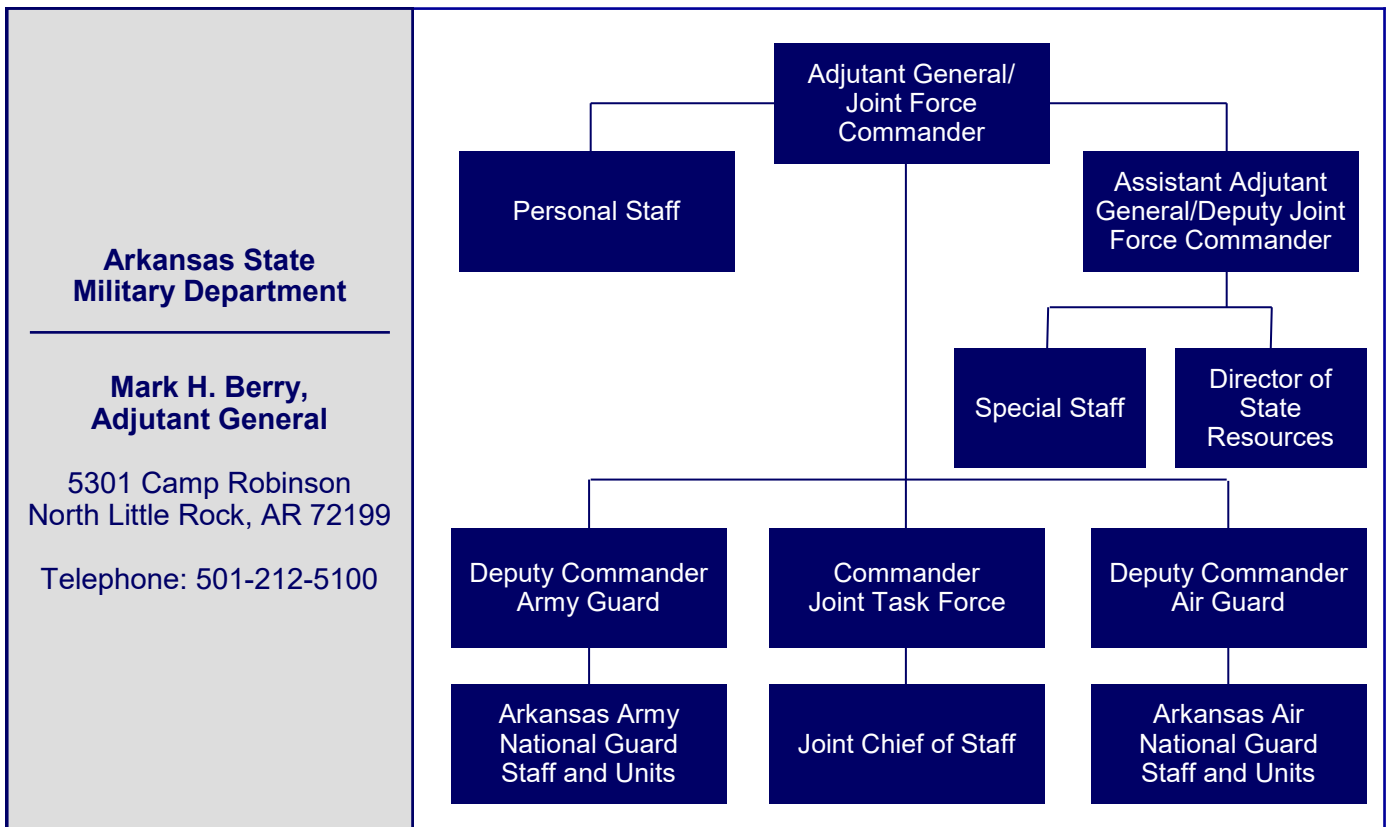 Arkansas State
Military Department
Mark H. Berry,
Adjutant General
5301 Camp Robinson
North Little Rock, AR 72199
Telephone: 501-212-5100
Adjutant General/
Joint Force
Commander
Personal Staff
Assistant Adjutant
General/Deputy Joint
Force Commander
Special Staff
Director of
State
Resources
Deputy Commander
Army Guard
Commander
Joint Task Force
Deputy Commander
Air Guard
Arkansas Army
National Guard
Staff and Units
Joint Chief of Staff
Arkansas Air
National Guard
Staff and Units